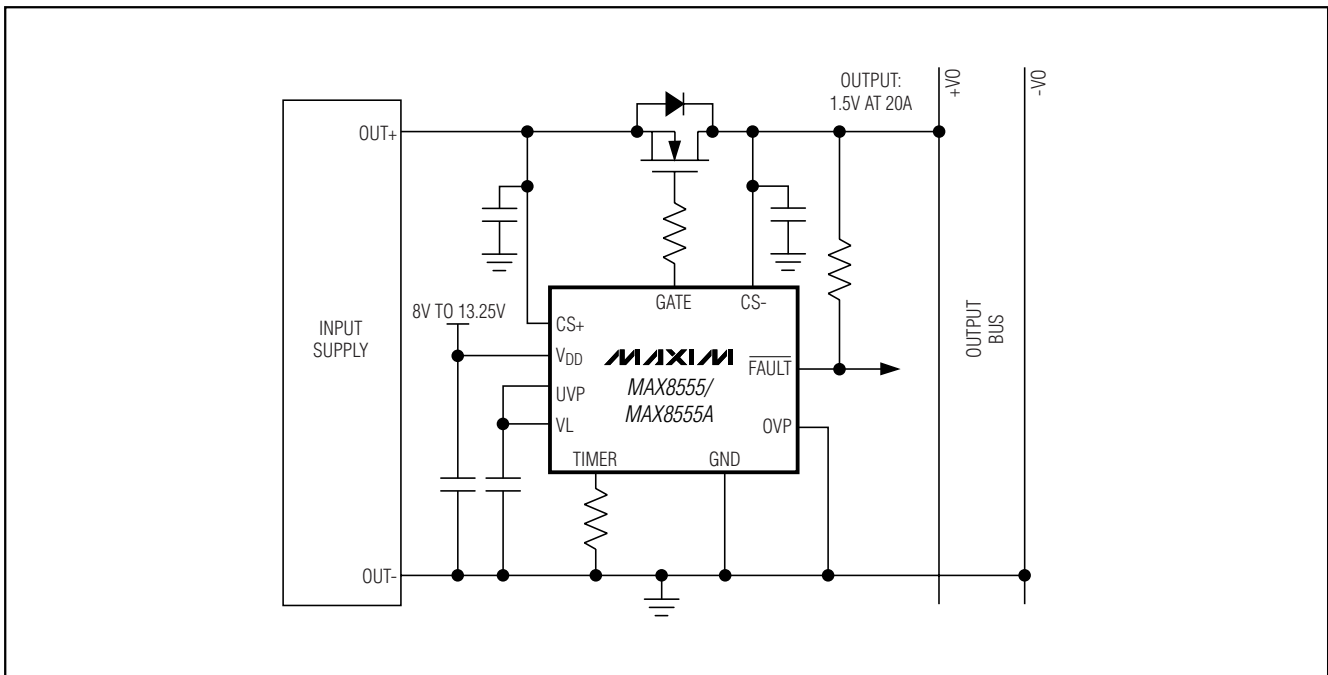 OUTPUT:
1.5V AT 20A
+VO
-VO
OUT+
GATE
CS-
8V TO 13.25V
INPUT
SUPPLY
CS+
VDD
MAXIM
FAULT
OUTPUT
BUS
UVP
MAX8555/
MAX8555A
VL
OVP
TIMER
GND
OUT-